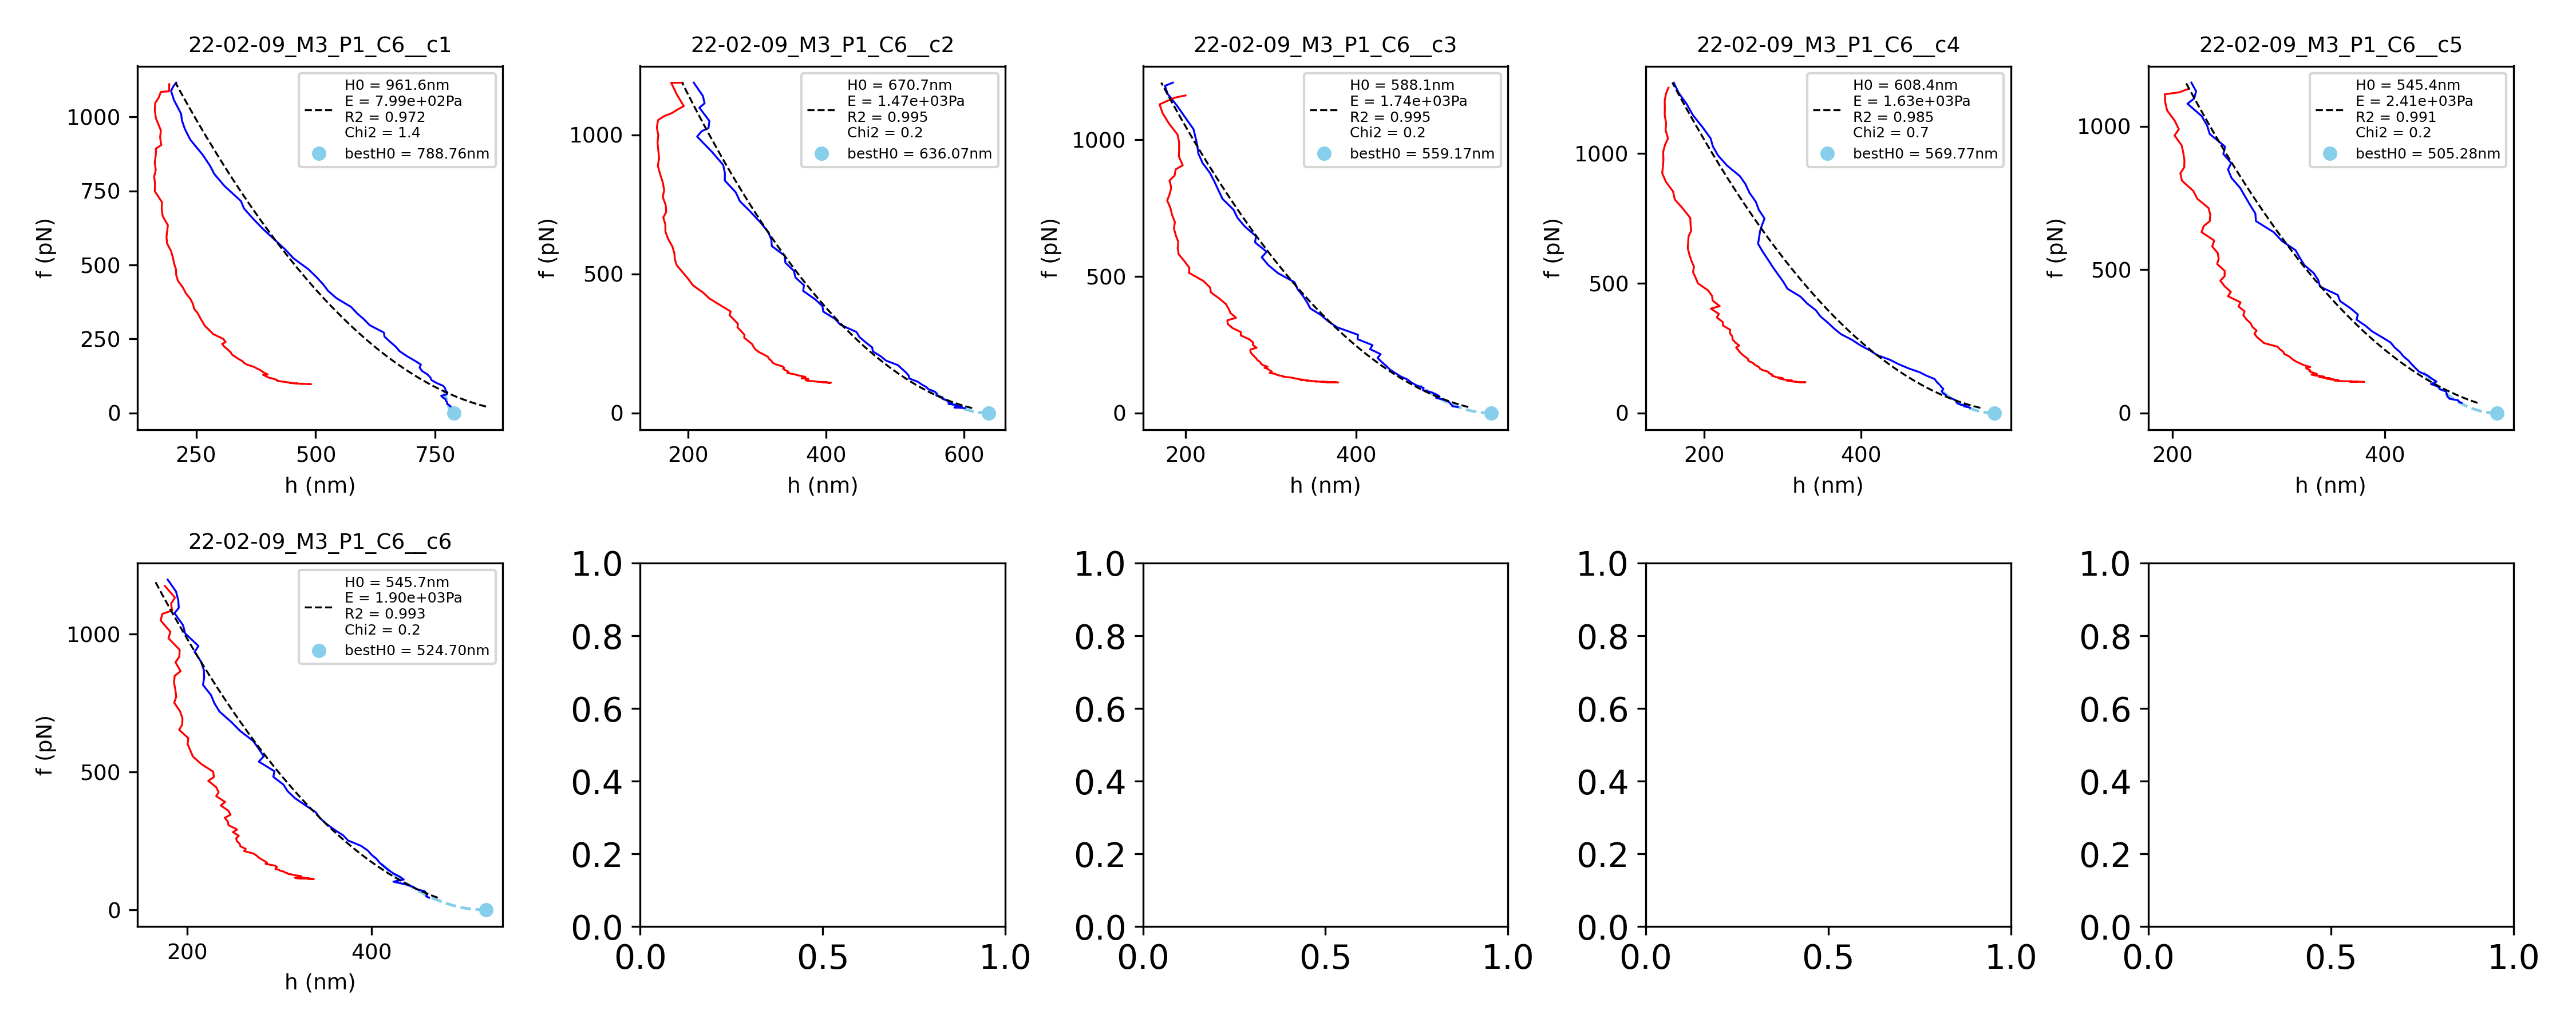 22-02-09_M3_P1_C6__c1
22-02-09_M3_P1_C6__c2
22-02-09_M3_P1_C6__c3
22-02-09_M3_P1_C6__c4
22-02-09_M3_P1_C6__c5
H0 = 961.6nm
E = 7.99e+02Pa
R2 = 0.972
Chi2 = 1.4
bestH0 = 788.76nm
1000
750
500
250
0
f (pN)
250 500 750
h (nm)
H0 = 670.7nm
E = 1.47e+03Pa
R2 = 0.995
Chi2 = 0.2
bestH0 = 636.07nm
1000
500
0
f (pN)
200 400 600
h (nm)
H0 = 588.1nm
E = 1.74e+03Pa
R2 = 0.995
Chi2 = 0.2
bestH0 = 559.17nm
1000
500
0
f (pN)
200 400
h (nm)
H0 = 608.4nm
E = 1.63e+03Pa
R2 = 0.985
Chi2 = 0.7
bestH0 = 569.77nm
1000
500
0
f (pN)
200 400
h (nm)
H0 = 545.4nm
E = 2.41e+03Pa
R2 = 0.991
Chi2 = 0.2
bestH0 = 505.28nm
1000
500
0
f (pN)
200 400
h (nm)
22-02-09_M3_P1_C6__c6
H0 = 545.7nm
E = 1.90e+03Pa
R2 = 0.993
Chi2 = 0.2
bestH0 = 524.70nm
1000
500
0
f (pN)
200 400
h (nm)
1.0
0.8
0.6
0.4
0.2
0.0
0.0 0.5 1.0
1.0
0.8
0.6
0.4
0.2
0.0
0.0 0.5 1.0
1.0
0.8
0.6
0.4
0.2
0.0
0.0 0.5 1.0
1.0
0.8
0.6
0.4
0.2
0.0
0.0 0.5 1.0